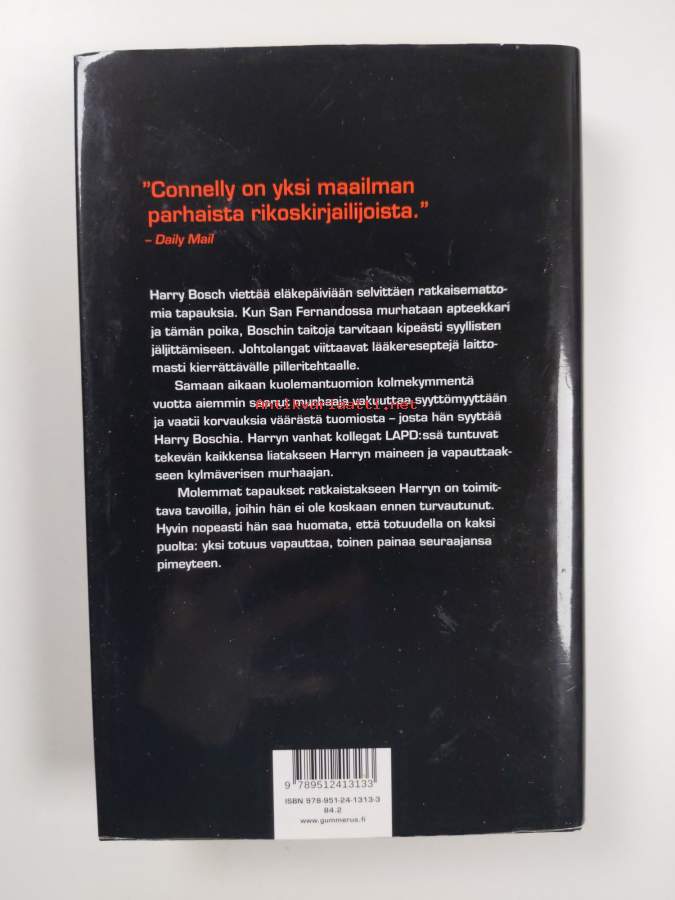 "Connelly on yksi maailman
parhaista rikoskirjailijoista."
– Daily Mail
Harry Bosch viettää eläkepäiviään selvittäen ratkaisematto-
mia tapauksia. Kun San Fernandossa murhataan apteekkari
ja tämän poika, Boschin taitoja tarvitaan kipeästi syyllisten
jäljittämiseen. Johtolangat viittaavat lääkereseptejä laitto-
masti kierrättävälle pilleritehtaalle.
Samaan aikaan kuolemantuomion kolmekymmentä
vuotta aiemmin saanut murhaaja vakuuttaa syyttömyyttään
Antikvariaatti.net
ja vaatii korvauksia väärästä tuomiosta – josta hän syyttää
Harry Boschia. Harryn vanhat kollegat LAPD:ssä tuntuvat
tekevän kaikkensa liatakseen Harryn maineen ja vapauttaak-
seen kylmäverisen murhaajan.
Molemmat tapaukset ratkaistakseen Harryn on toimit-
tava tavoilla, joihin hän ei ole koskaan ennen turvautunut.
Hyvin nopeasti hän saa huomata, että totuudella on kaksi
puolta: yksi totuus vapauttaa, toinen painaa seuraajansa
pimeyteen.
9 789512413133
ISBN 978-951-24-1313-3
84.2
www.gummerus.fi